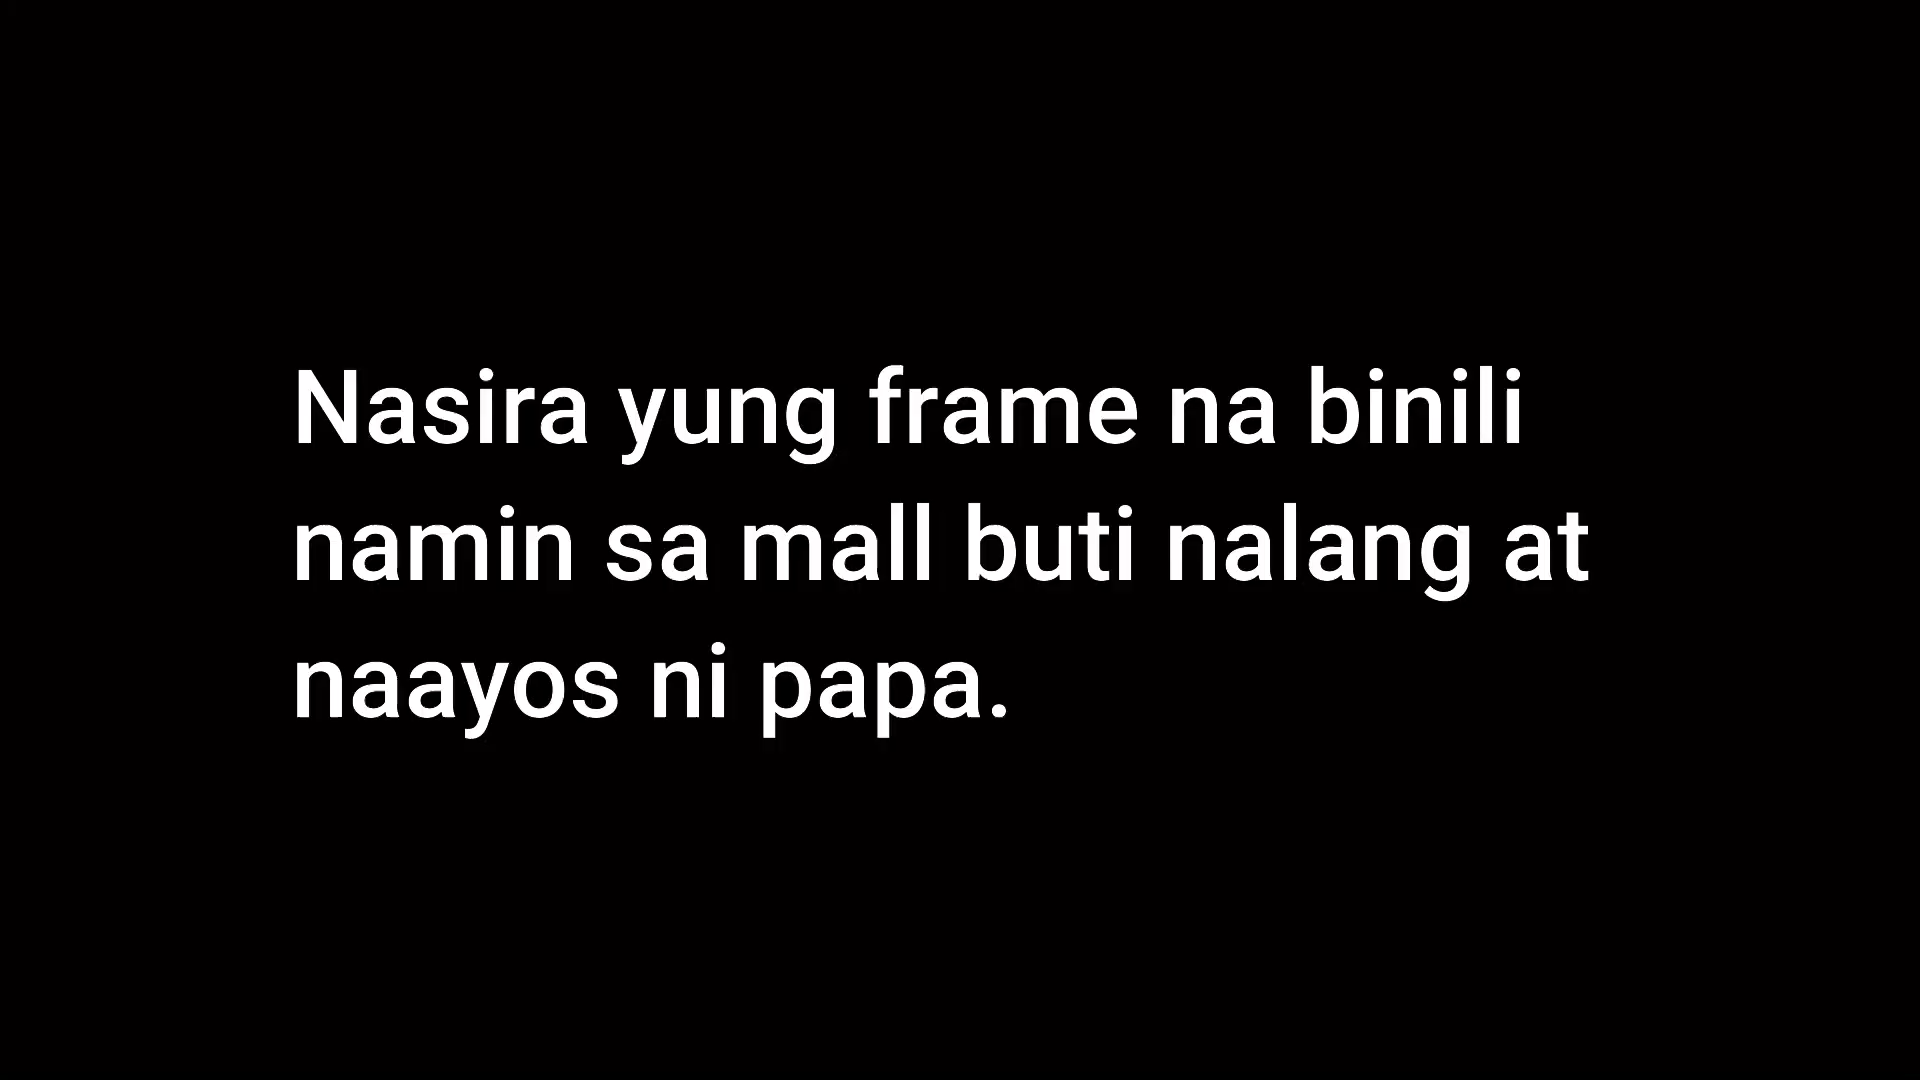 Nasira yung frame na binili
namin sa mall buti nalang at
naayos ni papa.